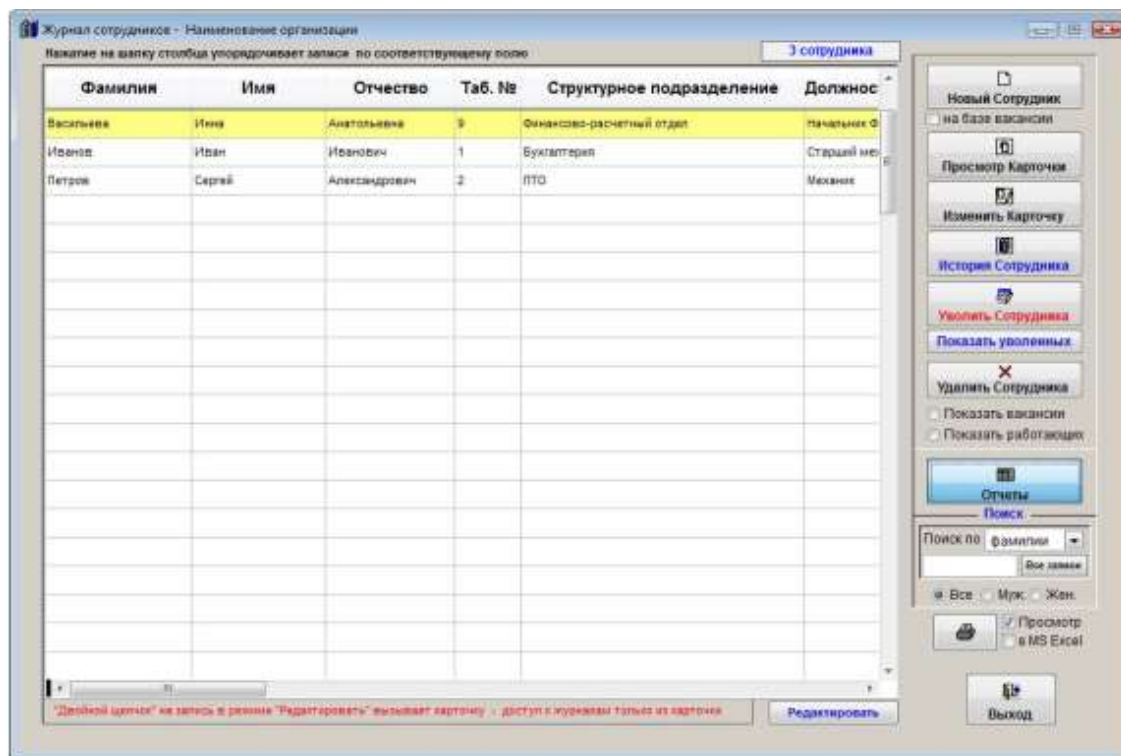 Журнал сотрудников - Наименование организации
Нажатие на шапку столбца упорядочивает записи по соответствующему полю
3 сотрудника
Фамилия Имя Отчество Таб. № Структурное подразделение Должнос
Васильева Инна Анатольевна 9 Финансово-расчетный отдел Начальник Ф
Иванов Иван Иванович 1 Бухгалтерия Старший мех
Петров Сергей Александрович 2 ПТО Механик
Новый Сотрудник
на базе вакансии
Просмотр Карточки
Изменить Карточку
История Сотрудника
Уволить Сотрудника
Показать уволенных
Удалить Сотрудника
Показать вакансии
Показать работающих
Отчеты
Поиск
Поиск по фамилии
Все записи
Все Муж. Жен.
Просмотр
в MS Excel
"Двойной щелчок" на запись в режиме "Редактировать" вызывает карточку - доступ к журналам только из карточки
Редактировать
Выход